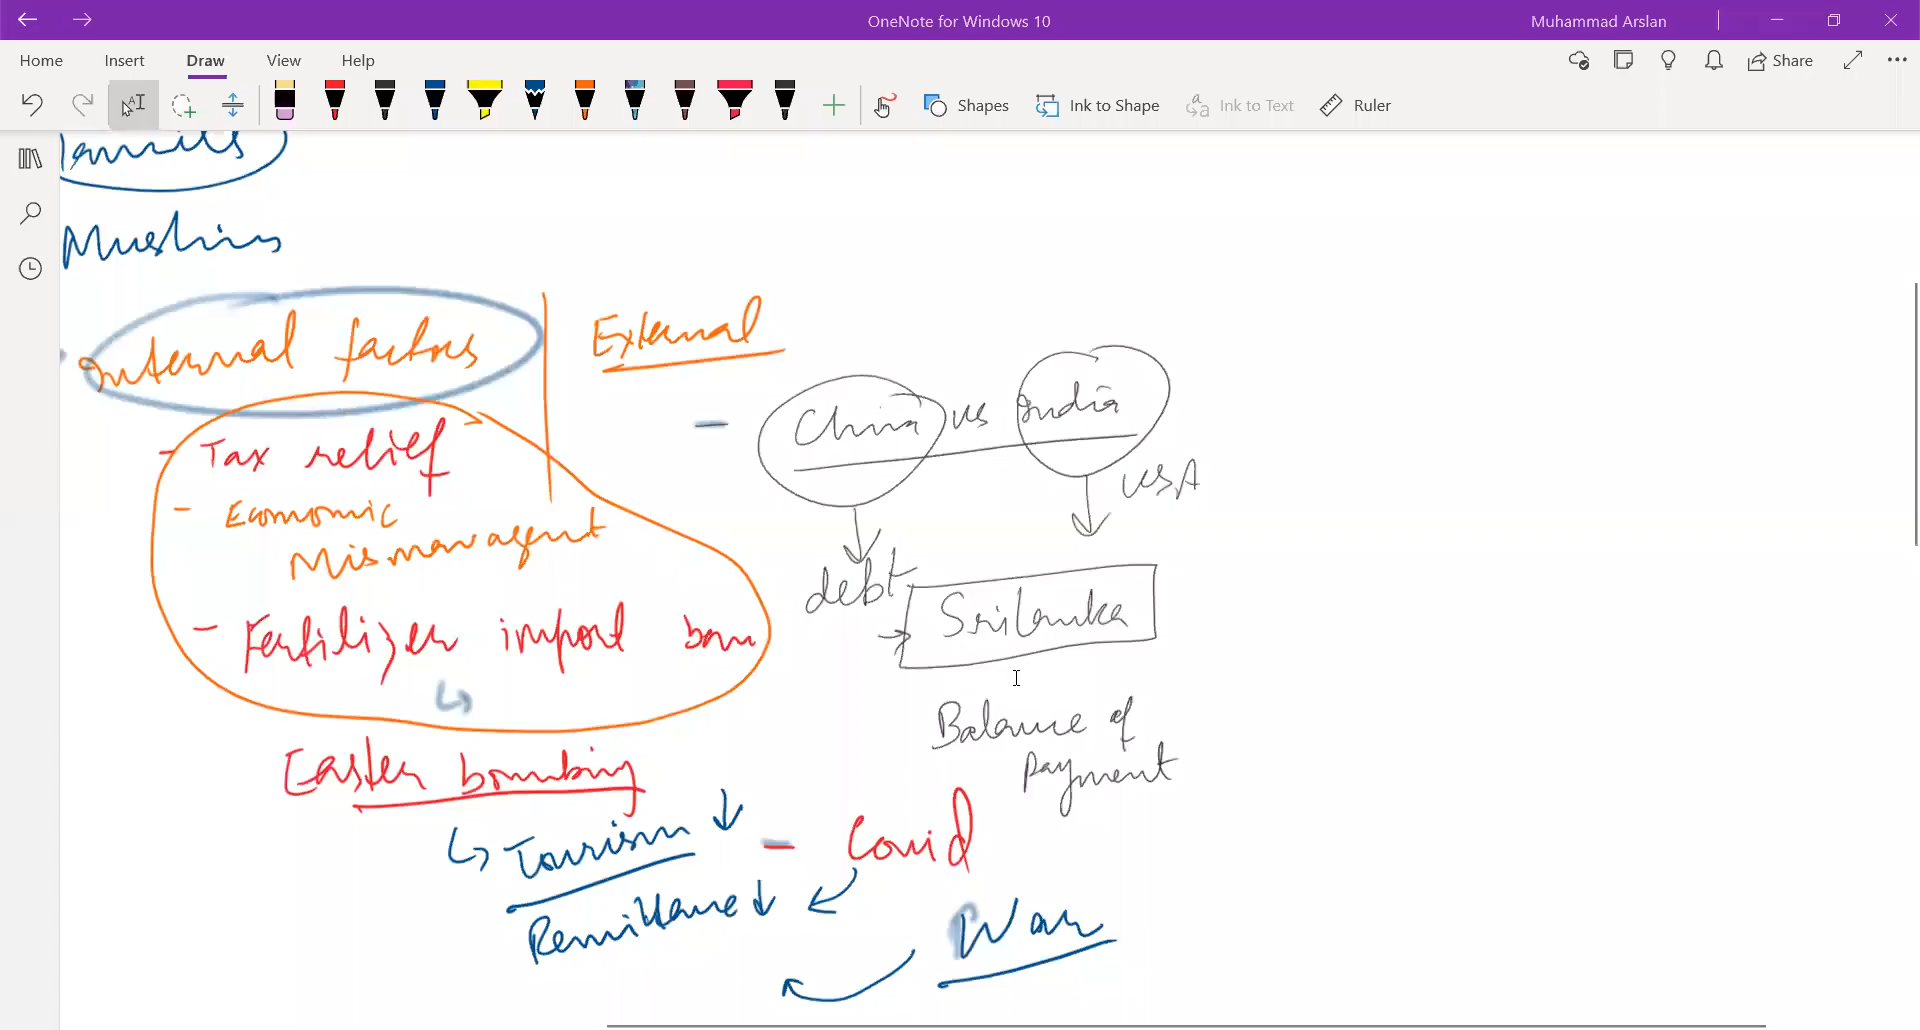 OneNote for Windows 10
Muhammad Arslan
Home Insert Draw View Help
Share
Shapes Ink to Shape Ink to Text Ruler
Muslims
Internal factors
External
China vs India
- Tax relief
USA
- Economic
Mismanagent
debt
- Fertilizer import ban
Srilanka
Balance of
Payment
Easter bombing
Tourism ↓
- Covid
Remittance ↓
War